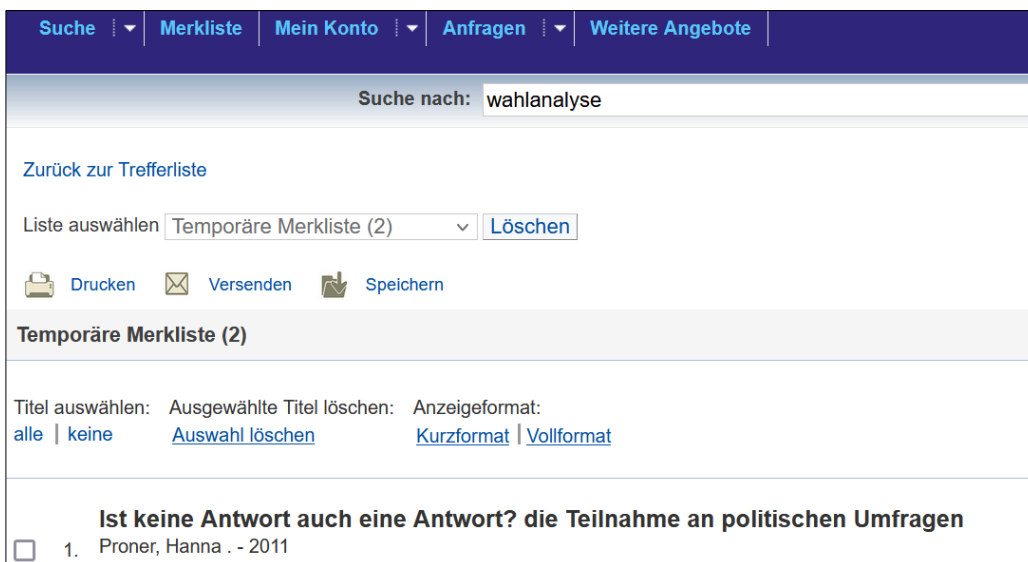 Suche Merkliste Mein Konto Anfragen Weitere Angebote
Suche nach: wahlanalyse
Zurück zur Trefferliste
Liste auswählen Temporäre Merkliste (2) Löschen
Drucken Versenden Speichern
Temporäre Merkliste (2)
Titel auswählen: Ausgewählte Titel löschen: Anzeigeformat:
alle | keine Auswahl löschen Kurzformat | Vollformat
Ist keine Antwort auch eine Antwort? die Teilnahme an politischen Umfragen
1. Proner, Hanna . - 2011